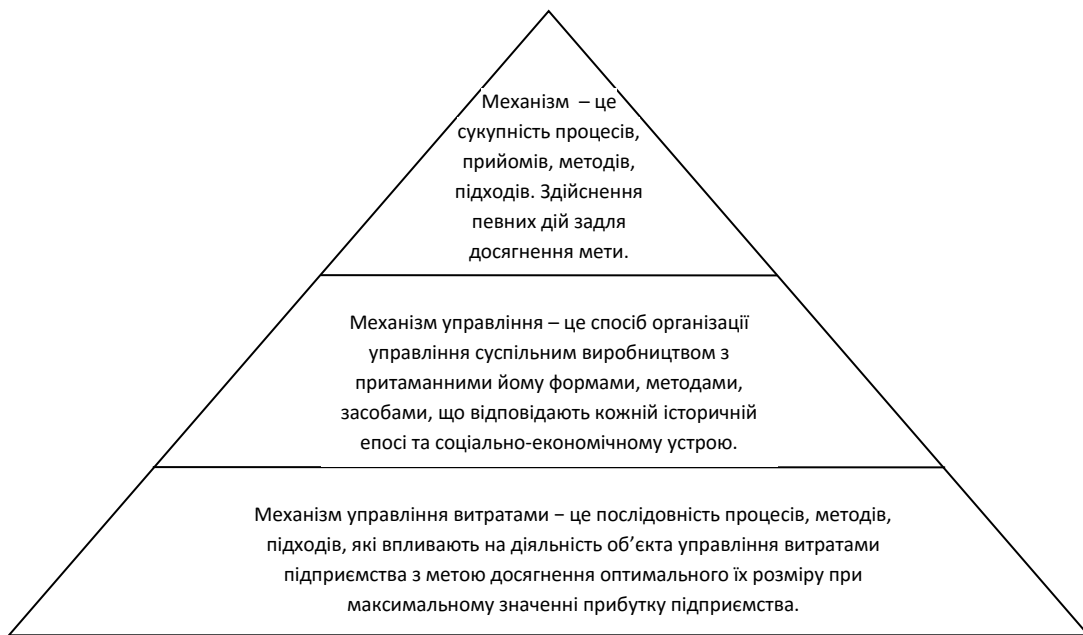 Механізм – це
сукупність процесів,
прийомів, методів,
підходів. Здійснення
певних дій задля
досягнення мети.
Механізм управління – це спосіб організації
управління суспільним виробництвом з
притаманними йому формами, методами,
засобами, що відповідають кожній історичній
епосі та соціально-економічному устрою.
Механізм управління витратами – це послідовність процесів, методів,
підходів, які впливають на діяльність об’єкта управління витратами
підприємства з метою досягнення оптимального їх розміру при
максимальному значенні прибутку підприємства.